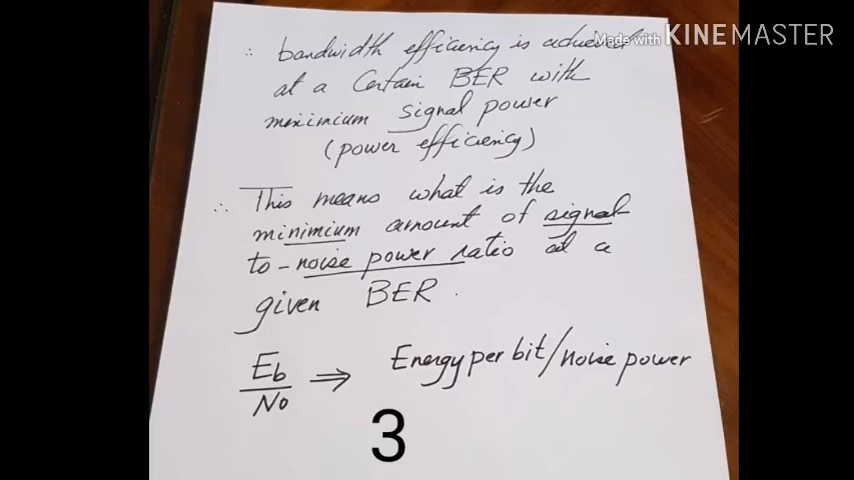 Made with KINEMASTER
∴ bandwidth efficiency is achieved
at a Certain BER with
minimium signal power
(power efficiency)
∴ This means what is the
minimium amount of signal
to-noise power ratio at a
given BER.
Eb
No
⇒ Energy per bit/noise power
3